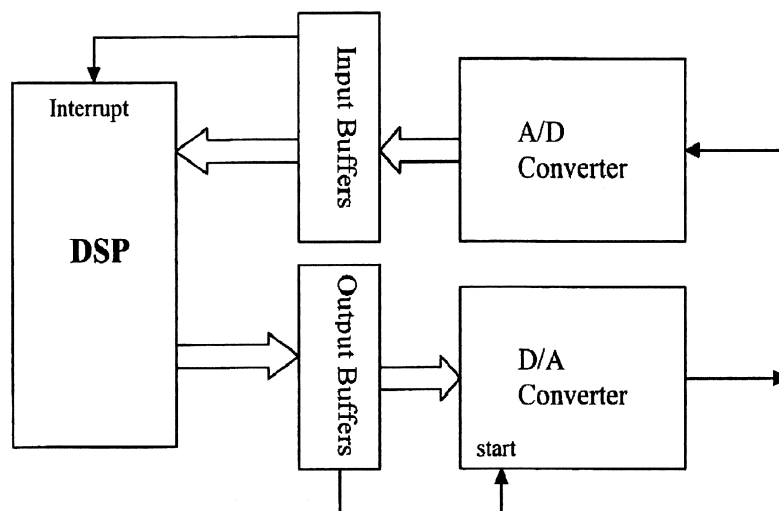 Interrupt
DSP
Input Buffers
A/D
Converter
Output Buffers
D/A
Converter
start